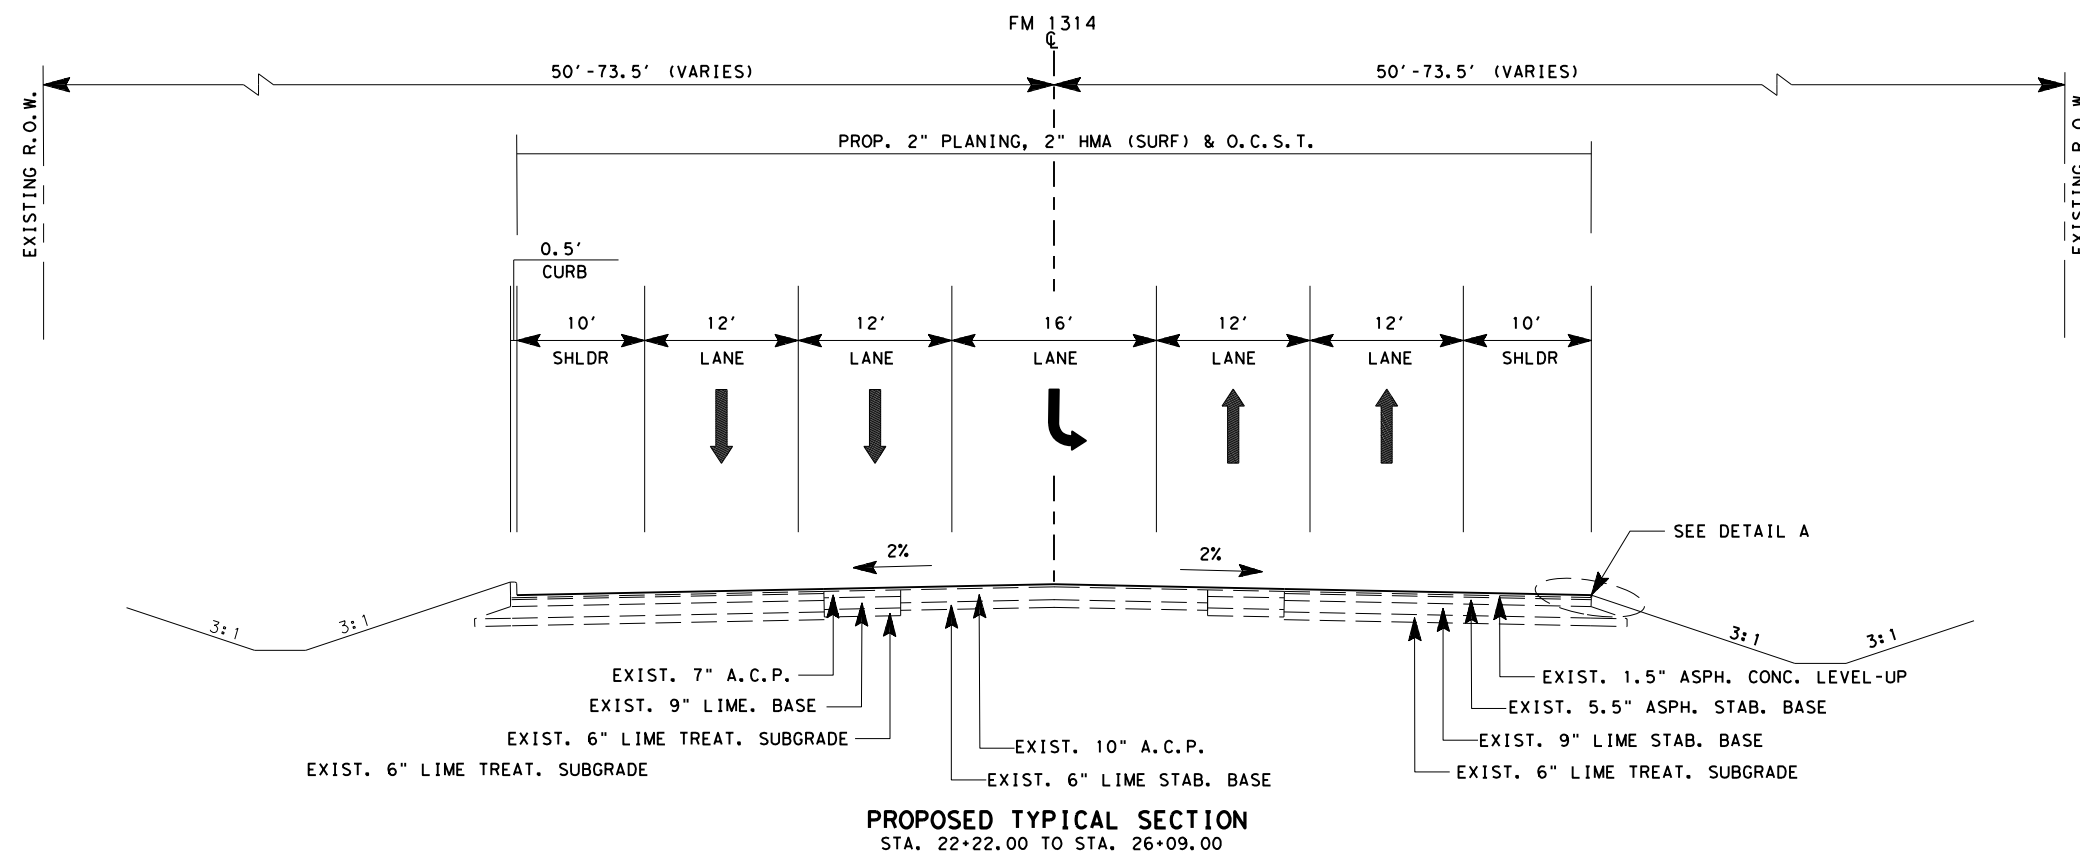 FM 1314
℄
50'-73.5' (VARIES)
50'-73.5' (VARIES)
EXISTING R.O.W.
EXISTING R.O.W.
PROP. 2" PLANING, 2" HMA (SURF) & O.C.S.T.
0.5'
CURB
10'
12'
12'
16'
12'
12'
10'
SHLDR
LANE
LANE
LANE
LANE
LANE
SHLDR
SEE DETAIL A
2%
2%
3:1
3:1
3:1
3:1
EXIST. 7" A.C.P.
EXIST. 9" LIME. BASE
EXIST. 6" LIME TREAT. SUBGRADE
EXIST. 6" LIME TREAT. SUBGRADE
EXIST. 10" A.C.P.
EXIST. 6" LIME STAB. BASE
EXIST. 1.5" ASPH. CONC. LEVEL-UP
EXIST. 5.5" ASPH. STAB. BASE
EXIST. 9" LIME STAB. BASE
EXIST. 6" LIME TREAT. SUBGRADE
PROPOSED TYPICAL SECTION
STA. 22+22.00 TO STA. 26+09.00